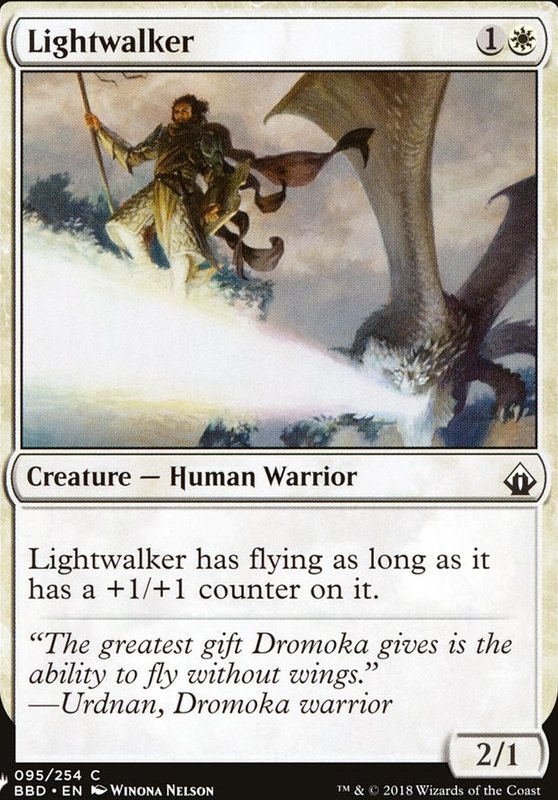 Lightwalker 1
Creature — Human Warrior
Lightwalker has flying as long as it
has a +1/+1 counter on it.
“The greatest gift Dromoka gives is the
ability to fly without wings.”
—Urdnan, Dromoka warrior
2/1
095/254 C
BBD • EN Winona Nelson
™ & © 2018 Wizards of the Coast